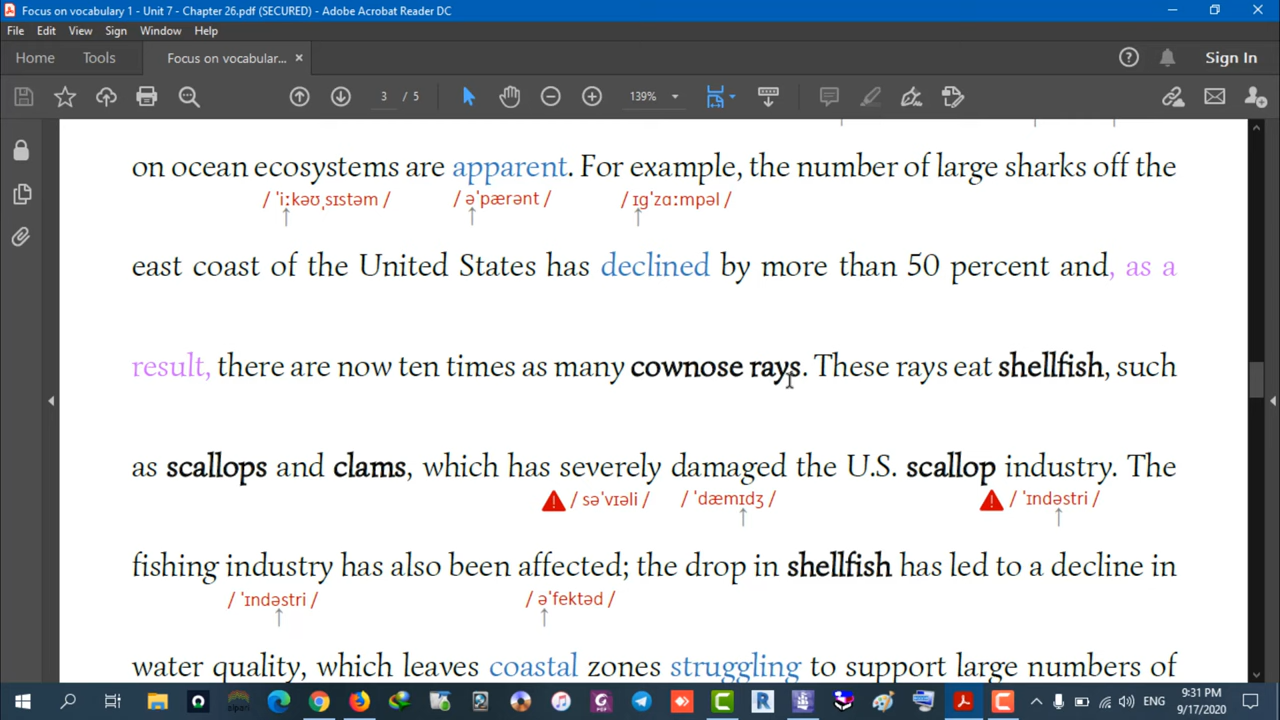 Focus on vocabulary 1 - Unit 7 - Chapter 26.pdf (SECURED) - Adobe Acrobat Reader DC
File Edit View Sign Window Help
Home Tools Focus on vocabular... × Sign In
3 / 5 139%
on ocean ecosystems are apparent. For example, the number of large sharks off the
/ ˈiːkəʊˌsɪstəm / / əˈpærənt / / ɪgˈzɑːmpəl /
east coast of the United States has declined by more than 50 percent and, as a
result, there are now ten times as many cownose rays. These rays eat shellfish, such
as scallops and clams, which has severely damaged the U.S. scallop industry. The
/ səˈvɪəli / / ˈdæmɪdʒ / / ˈɪndəstri /
fishing industry has also been affected; the drop in shellfish has led to a decline in
/ ˈɪndəstri / / əˈfektəd /
water quality, which leaves coastal zones struggling to support large numbers of
ENG 9:31 PM
9/17/2020